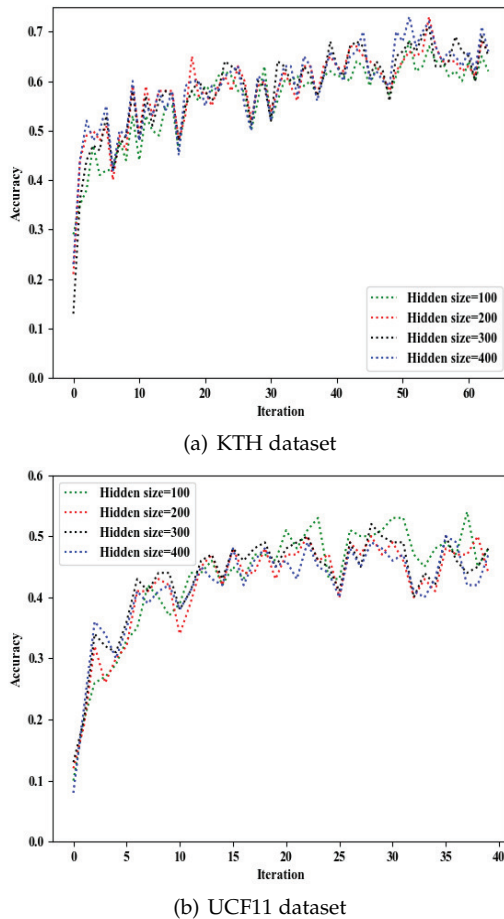 0.7
0.6
0.5
0.4
0.3
0.2
0.1
0.0
Accuracy
Hidden size=100
Hidden size=200
Hidden size=300
Hidden size=400
0 10 20 30 40 50 60
Iteration
(a) KTH dataset
0.6
0.5
0.4
0.3
0.2
0.1
0.0
Accuracy
Hidden size=100
Hidden size=200
Hidden size=300
Hidden size=400
0 5 10 15 20 25 30 35 40
Iteration
(b) UCF11 dataset